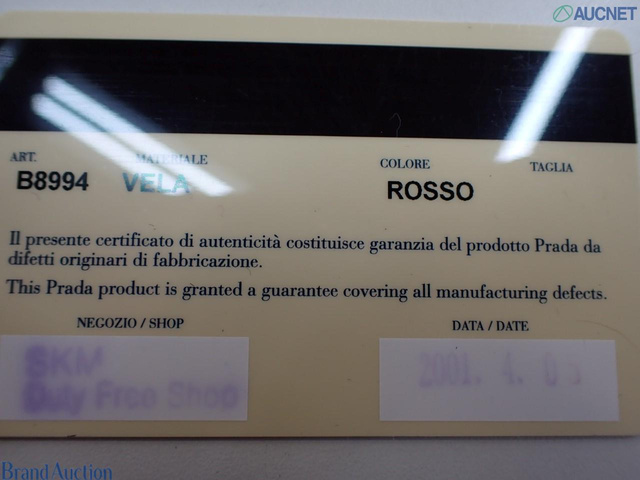 AUCNET
ART. MATERIALE COLORE TAGLIA
B8994 VELA ROSSO
Il presente certificato di autenticità costituisce garanzia del prodotto Prada da
difetti originari di fabbricazione.
This Prada product is granted a guarantee covering all manufacturing defects.
NEGOZIO / SHOP DATA / DATE
SKM
Duty Free Shop
2001. 4.
Brand Auction